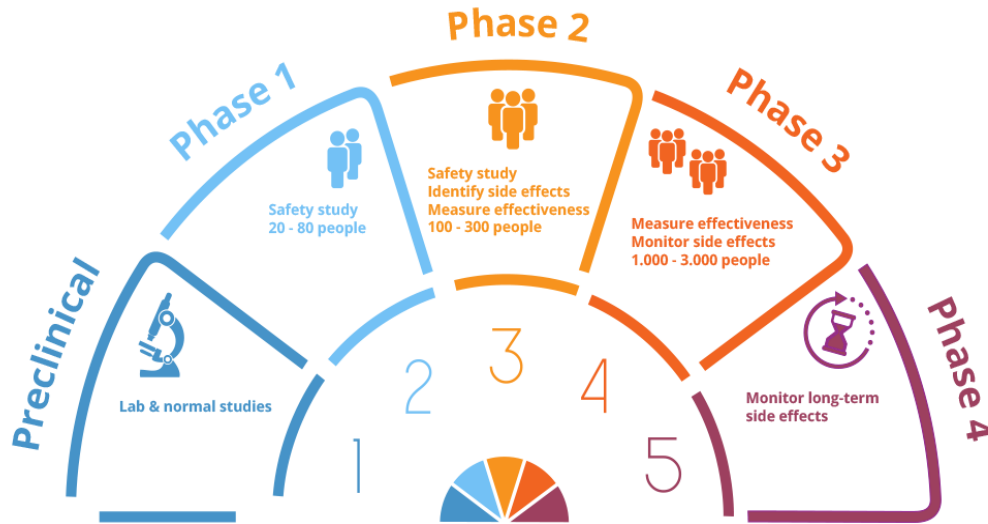 Preclinical
Lab & normal studies
1
Phase 1
Safety study
20 - 80 people
2
Phase 2
Safety study
Identify side effects
Measure effectiveness
100 - 300 people
3
Phase 3
Measure effectiveness
Monitor side effects
1.000 - 3.000 people
4
Phase 4
Monitor long-term
side effects
5